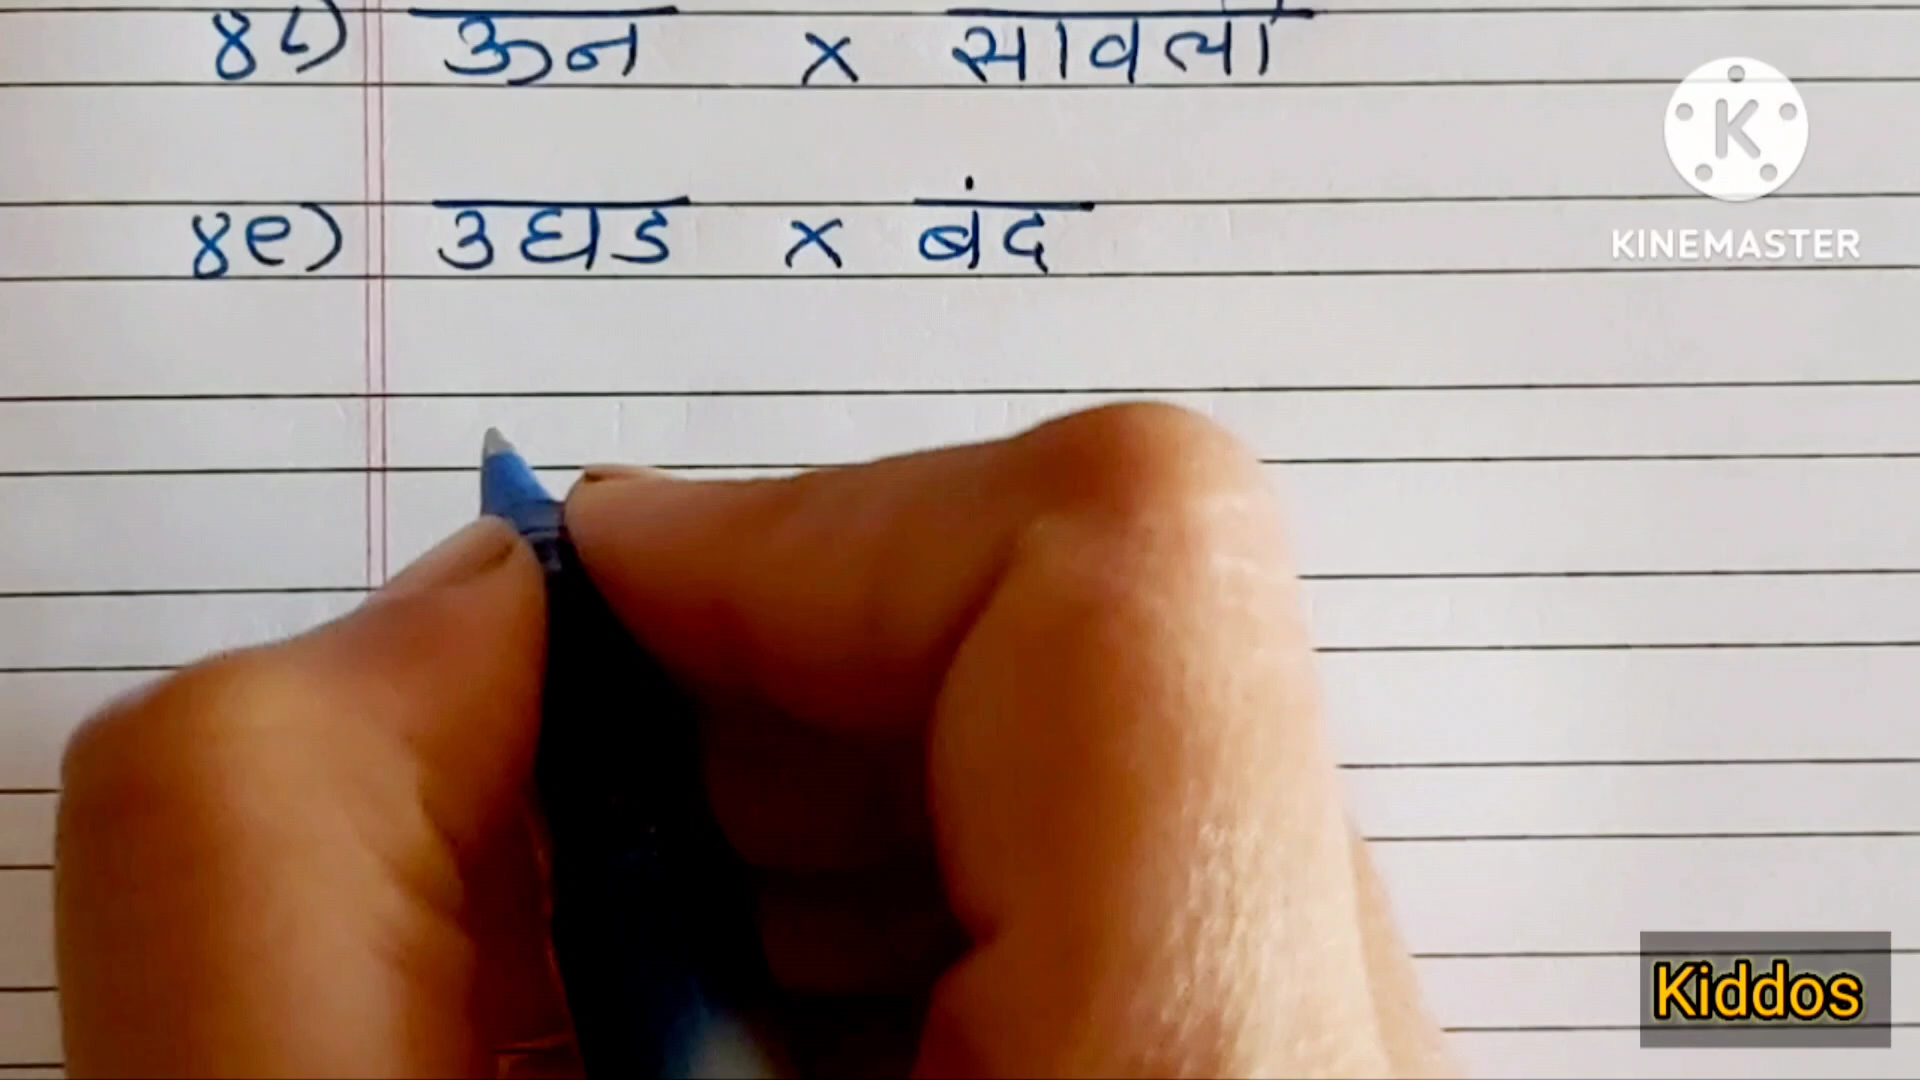 ४८) ऊन x सावली
४९) उघड x बंद
KINEMASTER
Kiddos